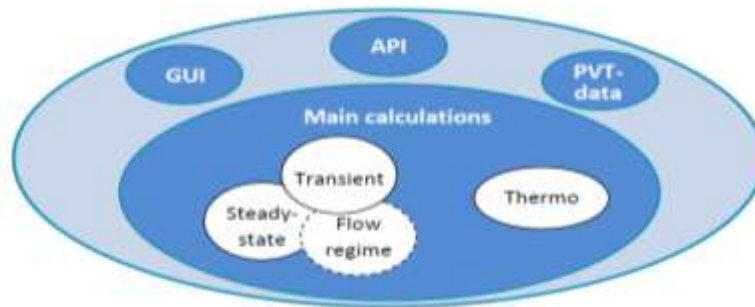 API
GUI
PVT-
data
Main calculations
Transient
Thermo
Steady-
state
Flow
regime